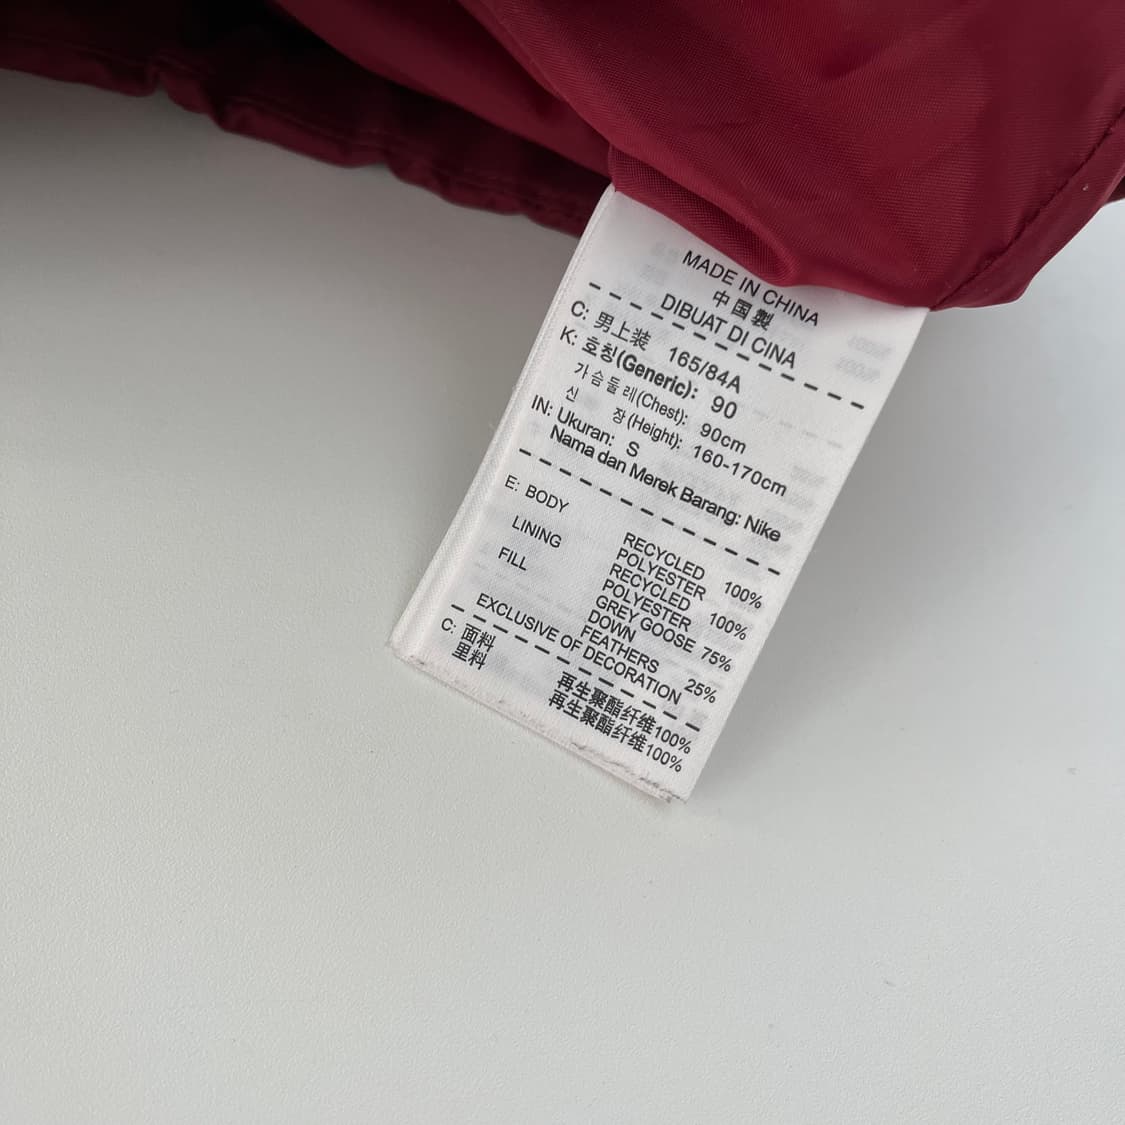 MADE IN CHINA
中国製
DIBUAT DI CINA
C: 男上装 165/84A
K: 호칭(Generic): 90
가슴둘레(Chest): 90cm
신 장(Height): 160-170cm
IN: Ukuran: S
Nama dan Merek Barang: Nike
E: BODY RECYCLED POLYESTER 100%
LINING RECYCLED POLYESTER 100%
FILL GREY GOOSE DOWN 75%
FEATHERS 25%
EXCLUSIVE OF DECORATION
C: 面料 再生聚酯纤维100%
里料 再生聚酯纤维100%